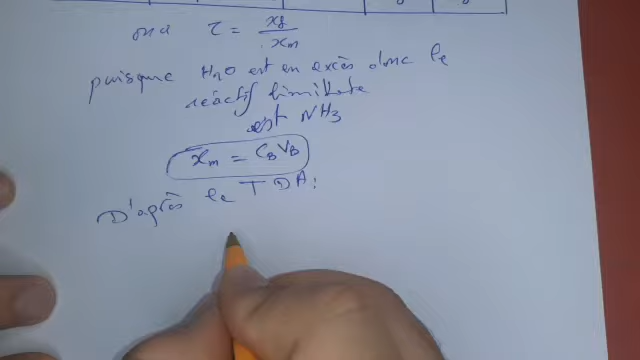 on a τ = xf / xm
puisque H2O est en excès donc le
réactif limitate
est NH3
xm = CB VB
D'après le TDA: